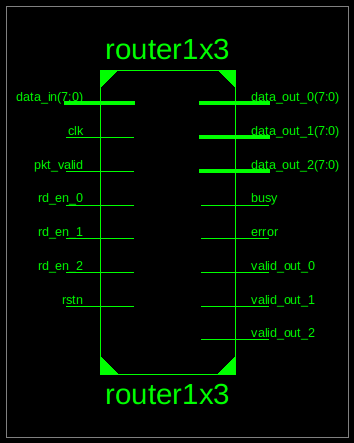 router1x3
data_in(7:0) data_out_0(7:0)
clk data_out_1(7:0)
pkt_valid data_out_2(7:0)
rd_en_0 busy
rd_en_1 error
rd_en_2 valid_out_0
rstn valid_out_1
valid_out_2
router1x3